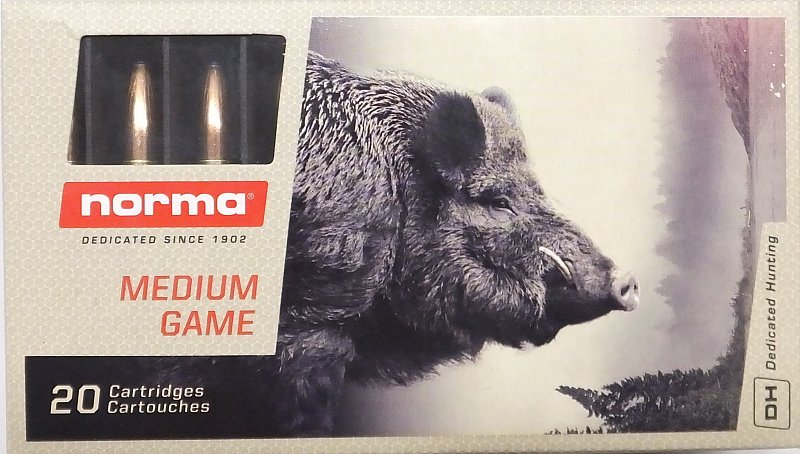 norma®
DEDICATED SINCE 1902
MEDIUM
GAME
20 Cartridges
Cartouches
DH Dedicated Hunting